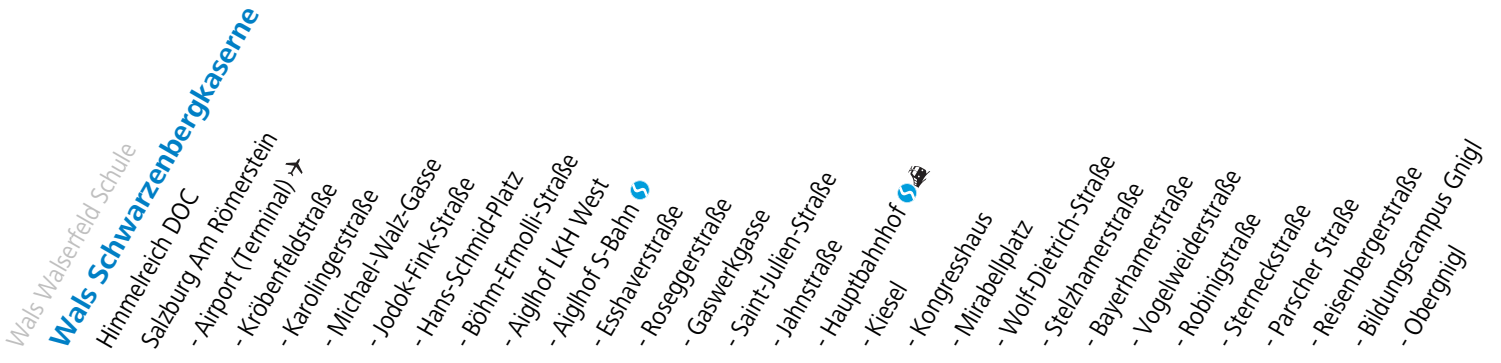 Wals Walserfeld Schule
Wals Schwarzenbergkaserne
Himmelreich DOC
Salzburg Am Römerstein
- Airport (Terminal)
- Kröbenfeldstraße
- Karolingerstraße
- Michael-Walz-Gasse
- Jodok-Fink-Straße
- Hans-Schmid-Platz
- Böhm-Ermolli-Straße
- Aiglhof LKH West
- Aiglhof S-Bahn
- Esshaverstraße
- Roseggerstraße
- Gaswerkgasse
- Saint-Julien-Straße
- Jahnstraße
- Hauptbahnhof
- Kiesel
- Kongresshaus
- Mirabellplatz
- Wolf-Dietrich-Straße
- Stelzhamerstraße
- Bayerhamerstraße
- Vogelweiderstraße
- Robinigstraße
- Sterneckstraße
- Parscher Straße
- Reisenbergerstraße
- Bildungscampus Gnigl
- Obergnigl